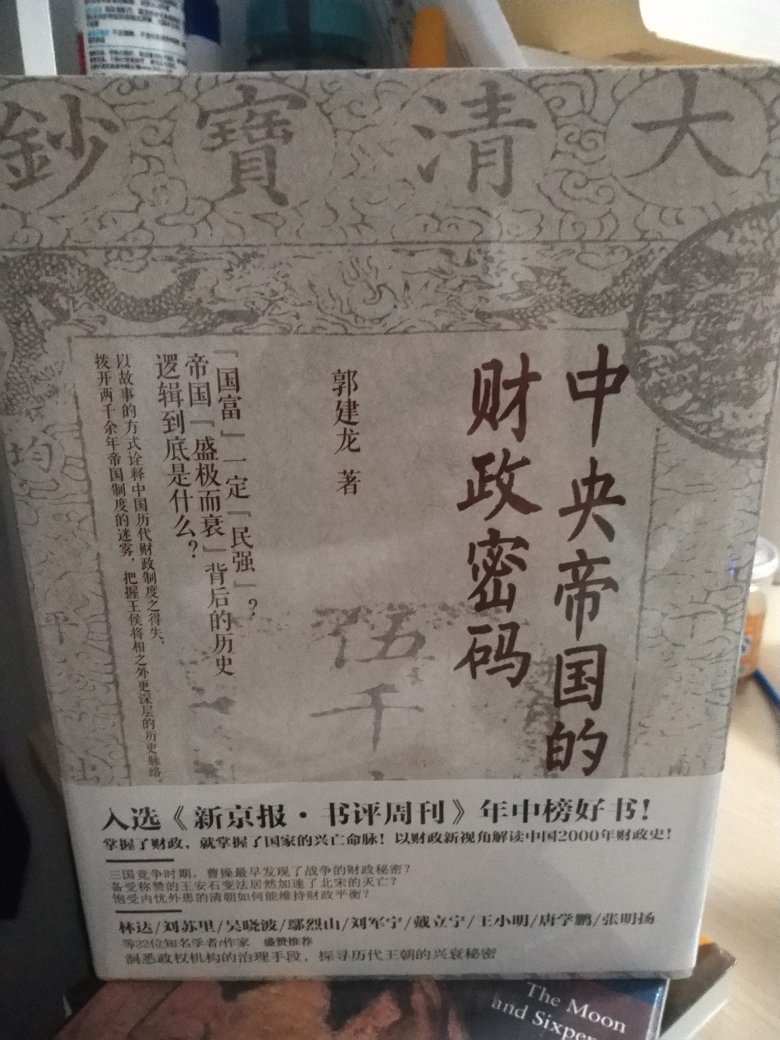 大清寶鈔
中央帝国的
财政密码
郭建龙 著
『国富』一定『民强』？
帝国『盛极而衰』背后的历史
逻辑到底是什么？
以故事的方式诠释中国历代财政制度之得失，
拨开两千余年帝国制度的迷雾，把握王侯将相之外更深层的历史脉络。
均
平
伍千
入选《新京报·书评周刊》年中榜好书！
掌握了财政，就掌握了国家的兴亡命脉！以财政新视角解读中国2000年财政史！
三国竞争时期，曹操最早发现了战争的财政秘密？
备受称赞的王安石变法居然加速了北宋的灭亡？
饱受内忧外患的清朝如何能维持财政平衡？
林达/刘苏里/吴晓波/鄢烈山/刘军宁/戴立宁/王小明/唐学鹏/张明扬
等22位知名学者/作家 盛赞推荐
洞悉政权机构的治理手段，探寻历代王朝的兴衰秘密
The Moon
and Sixpe